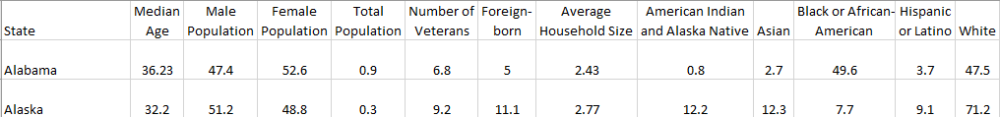 State Median Age Male Population Female Population Total Population Number of Veterans Foreign-born Average Household Size American Indian and Alaska Native Asian Black or African-American Hispanic or Latino White
Alabama 36.23 47.4 52.6 0.9 6.8 5 2.43 0.8 2.7 49.6 3.7 47.5
Alaska 32.2 51.2 48.8 0.3 9.2 11.1 2.77 12.2 12.3 7.7 9.1 71.2